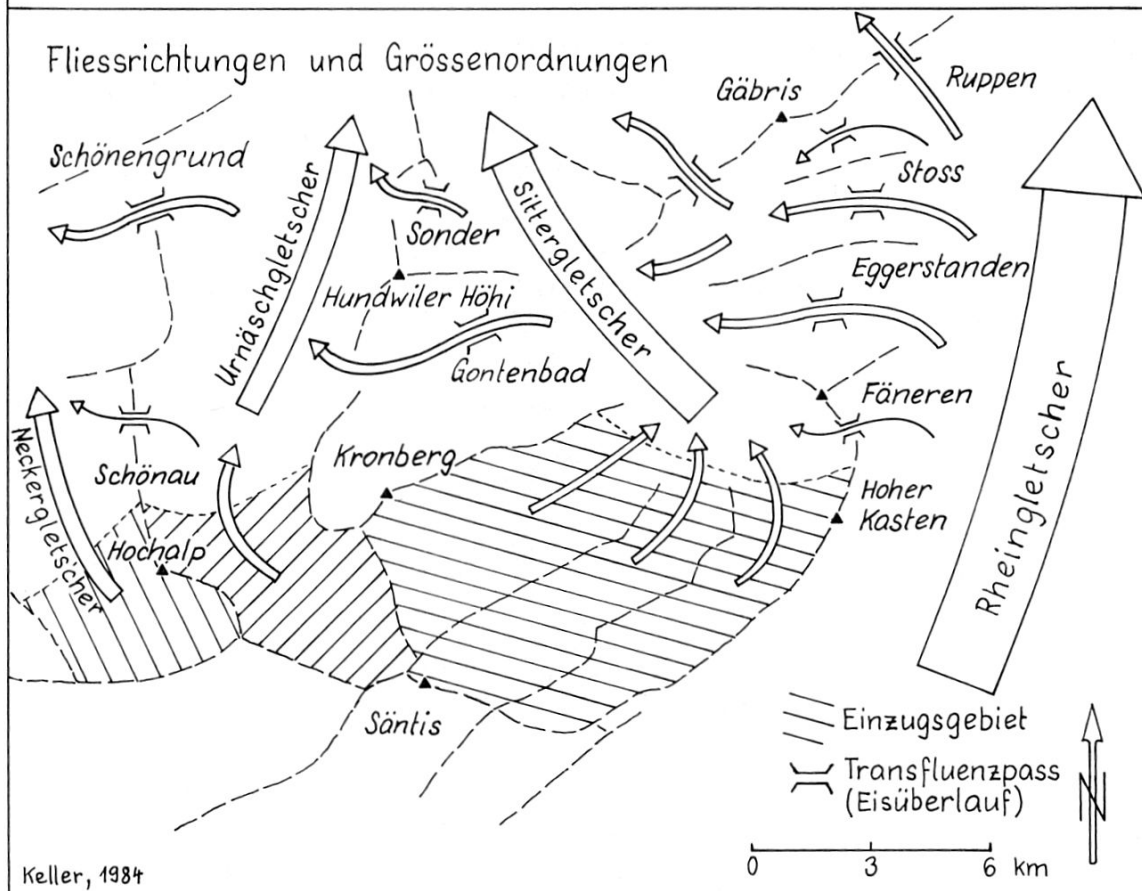 Fliessrichtungen und Grössenordnungen
Ruppen
Gäbris
Schönengrund
Stoss
Urnäschgletscher
Sittergletscher
Sonder
Eggerstanden
Hundwiler Höhi
Gontenbad
Fäneren
Rheingletscher
Neckergletscher
Schönau
Kronberg
Hoher
Kasten
Hochalp
Säntis
Einzugsgebiet
Transfluenzpass
(Eisüberlauf)
N
0 3 6 km
Keller, 1984